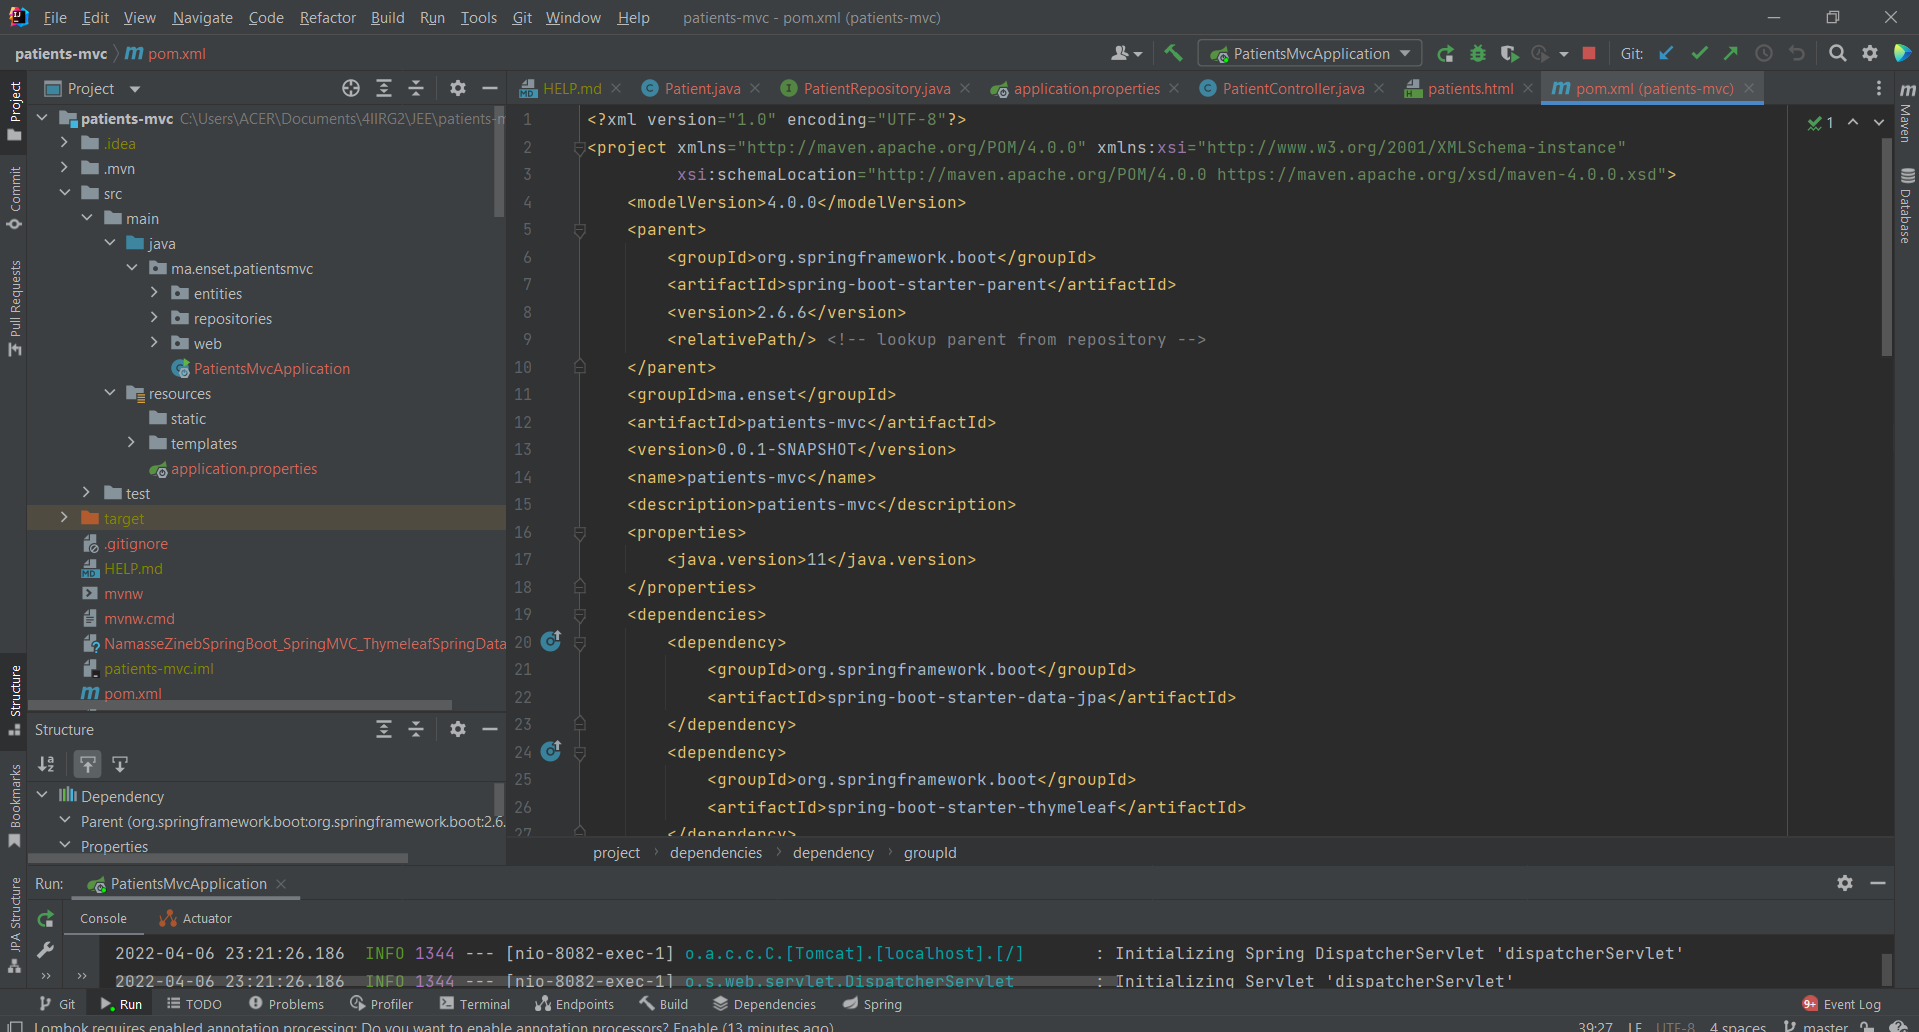 File Edit View Navigate Code Refactor Build Run Tools Git Window Help patients-mvc - pom.xml (patients-mvc)
patients-mvc pom.xml
PatientsMvcApplication
Git:
Project
HELP.md
Patient.java
PatientRepository.java
application.properties
PatientController.java
patients.html
pom.xml (patients-mvc)
Project
Commit
Pull Requests
Structure
Bookmarks
JPA Structure
Maven
Database
patients-mvc C:\Users\ACER\Documents\4IIRG2\JEE\patients-m
.idea
.mvn
src
main
java
ma.enset.patientsmvc
entities
repositories
web
PatientsMvcApplication
resources
static
templates
application.properties
test
target
.gitignore
HELP.md
mvnw
mvnw.cmd
NamasseZinebSpringBoot_SpringMVC_ThymeleafSpringData
patients-mvc.iml
pom.xml
1 <?xml version="1.0" encoding="UTF-8"?>
2 <project xmlns="http://maven.apache.org/POM/4.0.0" xmlns:xsi="http://www.w3.org/2001/XMLSchema-instance"
3 xsi:schemaLocation="http://maven.apache.org/POM/4.0.0 https://maven.apache.org/xsd/maven-4.0.0.xsd">
4 <modelVersion>4.0.0</modelVersion>
5 <parent>
6 <groupId>org.springframework.boot</groupId>
7 <artifactId>spring-boot-starter-parent</artifactId>
8 <version>2.6.6</version>
9 <relativePath/> <!-- lookup parent from repository -->
10 </parent>
11 <groupId>ma.enset</groupId>
12 <artifactId>patients-mvc</artifactId>
13 <version>0.0.1-SNAPSHOT</version>
14 <name>patients-mvc</name>
15 <description>patients-mvc</description>
16 <properties>
17 <java.version>11</java.version>
18 </properties>
19 <dependencies>
20 <dependency>
21 <groupId>org.springframework.boot</groupId>
22 <artifactId>spring-boot-starter-data-jpa</artifactId>
23 </dependency>
24 <dependency>
25 <groupId>org.springframework.boot</groupId>
26 <artifactId>spring-boot-starter-thymeleaf</artifactId>
27 </dependency>
1
project dependencies dependency groupId
Structure
Dependency
Parent (org.springframework.boot:org.springframework.boot:2.6.
Properties
Run: PatientsMvcApplication
Console Actuator
2022-04-06 23:21:26.186 INFO 1344 --- [nio-8082-exec-1] o.a.c.c.C.[Tomcat].[localhost].[/] : Initializing Spring DispatcherServlet 'dispatcherServlet'
2022-04-06 23:21:26.186 INFO 1344 --- [nio-8082-exec-1] o.s.web.servlet.DispatcherServlet : Initializing Servlet 'dispatcherServlet'
Git Run TODO Problems Profiler Terminal Endpoints Build Dependencies Spring 9+ Event Log
Lombok requires enabled annotation processing: Do you want to enable annotation processors? Enable (13 minutes ago) 39:27 LF UTF-8 4 spaces master